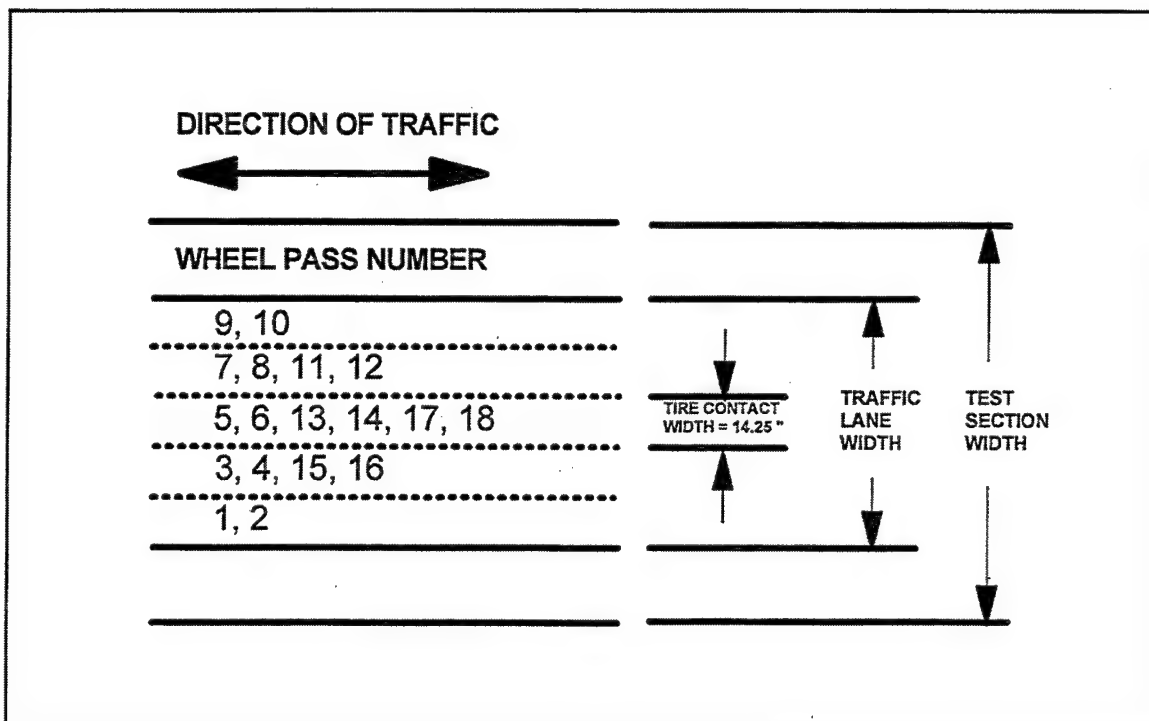 DIRECTION OF TRAFFIC
WHEEL PASS NUMBER
9, 10
7, 8, 11, 12
5, 6, 13, 14, 17, 18
3, 4, 15, 16
1, 2
TIRE CONTACT
WIDTH = 14.25 "
TRAFFIC
LANE
WIDTH
TEST
SECTION
WIDTH